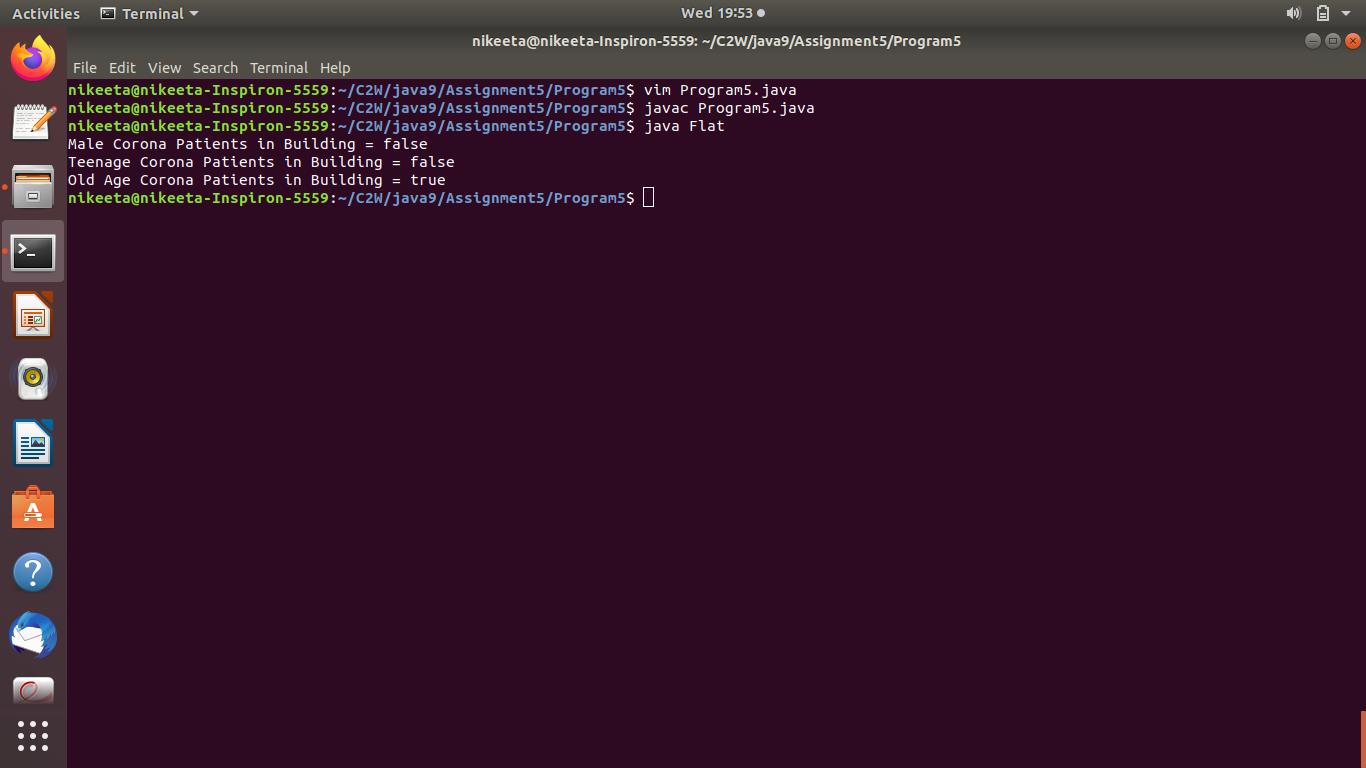 Activities Terminal Wed 19:53
nikeeta@nikeeta-Inspiron-5559: ~/C2W/java9/Assignment5/Program5
File Edit View Search Terminal Help
nikeeta@nikeeta-Inspiron-5559:~/C2W/java9/Assignment5/Program5$ vim Program5.java
nikeeta@nikeeta-Inspiron-5559:~/C2W/java9/Assignment5/Program5$ javac Program5.java
nikeeta@nikeeta-Inspiron-5559:~/C2W/java9/Assignment5/Program5$ java Flat
Male Corona Patients in Building = false
Teenage Corona Patients in Building = false
Old Age Corona Patients in Building = true
nikeeta@nikeeta-Inspiron-5559:~/C2W/java9/Assignment5/Program5$